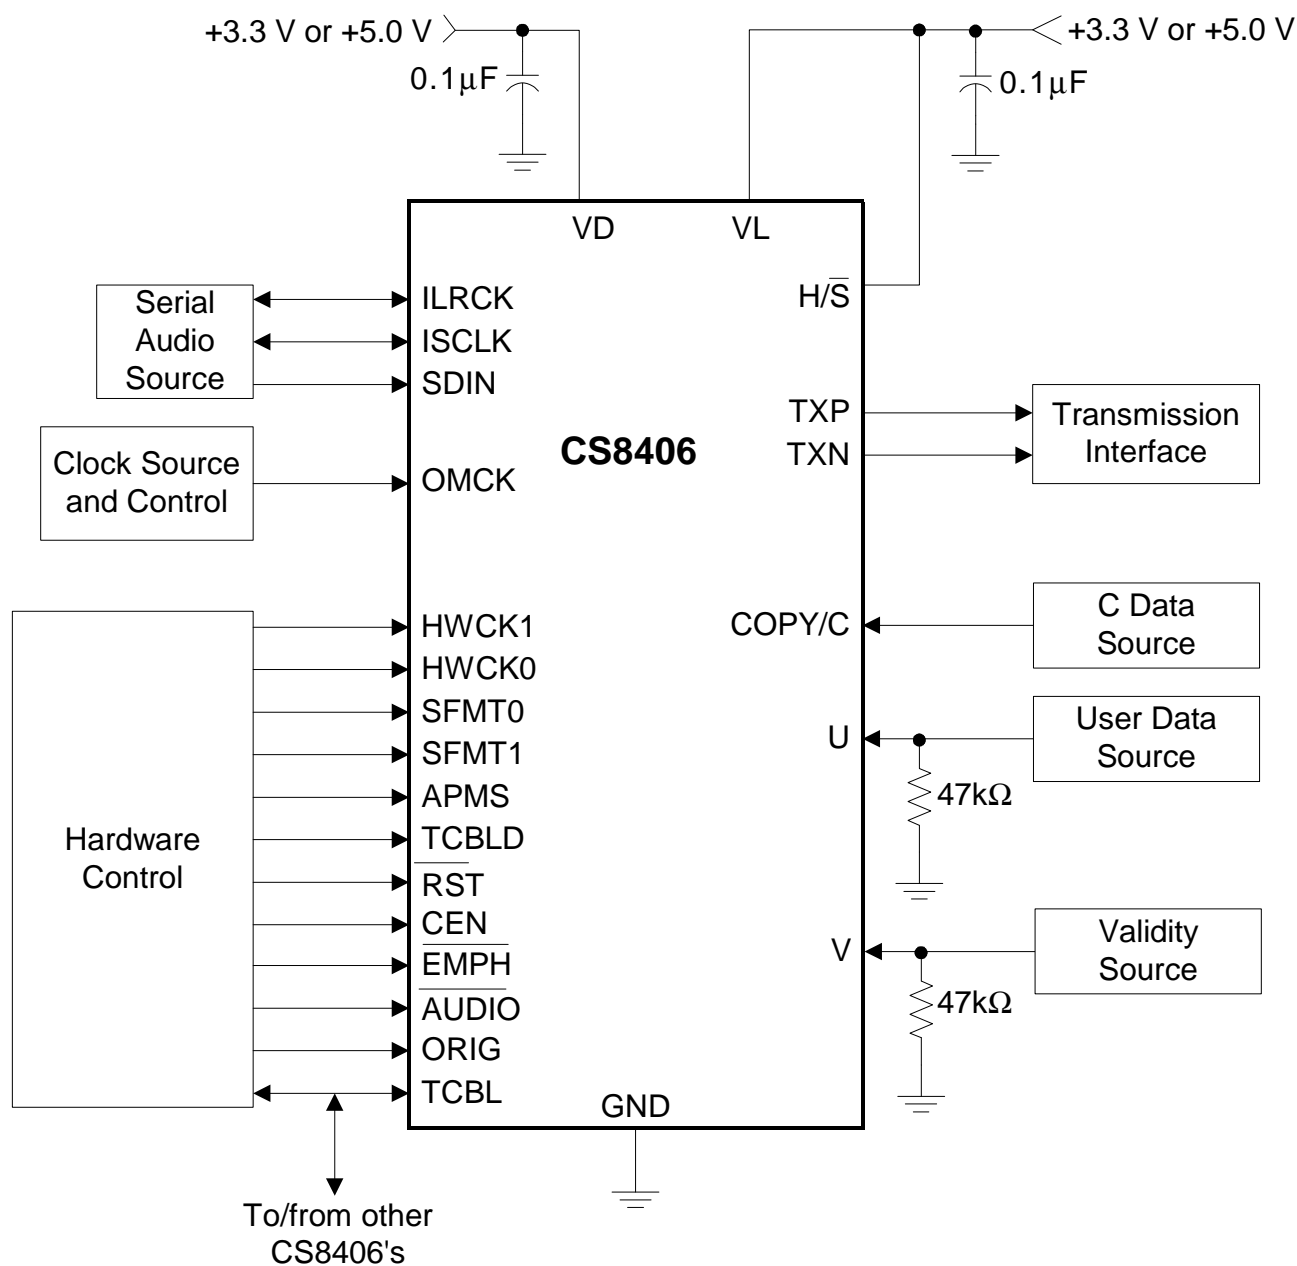 +3.3 V or +5.0 V
+3.3 V or +5.0 V
0.1µF
0.1µF
VD
VL
Serial
Audio
Source
ILRCK
ISCLK
SDIN
H/S̅
TXP
TXN
Transmission
Interface
CS8406
Clock Source
and Control
OMCK
HWCK1
HWCK0
SFMT0
SFMT1
APMS
TCBLD
RST
CEN
EMPH
AUDIO
ORIG
TCBL
Hardware
Control
COPY/C
C Data
Source
U
User Data
Source
47kΩ
V
Validity
Source
47kΩ
GND
To/from other
CS8406's